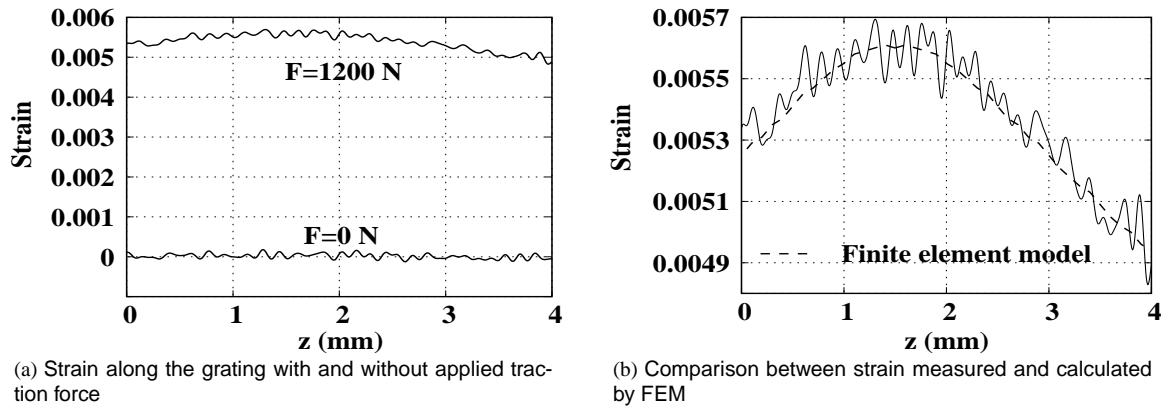 0.006
0.005
0.004
0.003
0.002
0.001
0
Strain
F=1200 N
F=0 N
0 1 2 3 4
z (mm)
(a) Strain along the grating with and without applied trac-
tion force
0.0057
0.0055
0.0053
0.0051
0.0049
Strain
Finite element model
0 1 2 3 4
z (mm)
(b) Comparison between strain measured and calculated
by FEM